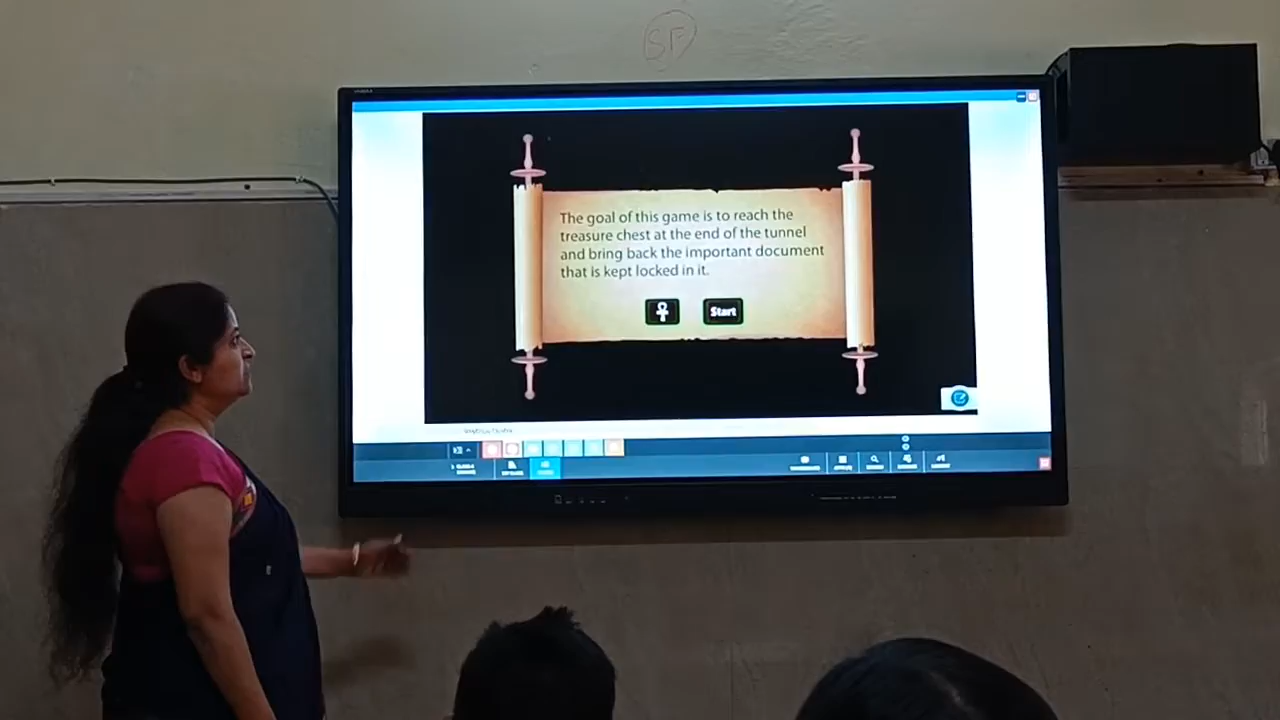 SF
The goal of this game is to reach the
treasure chest at the end of the tunnel
and bring back the important document
that is kept locked in it.
Start